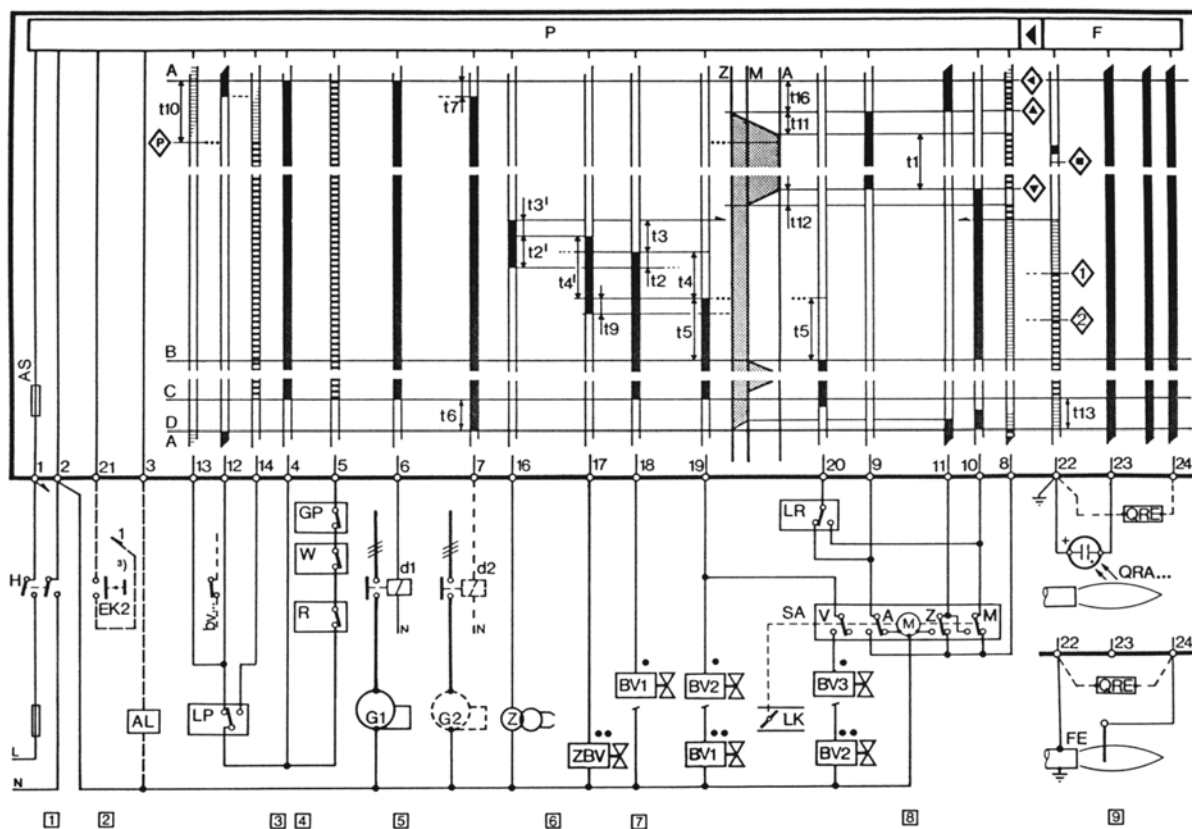 P F
A Z M A
t10 t7 t16
t11
P t1
t3' t12
t2' t3
t4' t2 t4 1
t9 t5 t5 2
AS B
C
D t6 t13
A
1 2 21 3 13 12 14 4 5 6 7 16 17 18 19 20 9 11 10 8 22 23 24
GP LR QRE
W + -
H 1 3) d1 d2 QRA...
EK2 bv... R N N SA V A M Z M
22 23 24
BV1 BV2 BV3 QRE
AL LP G1 G2 Z LK
L ZBV BV1 BV2 FE
N
1 2 3 4 5 6 7 8 9